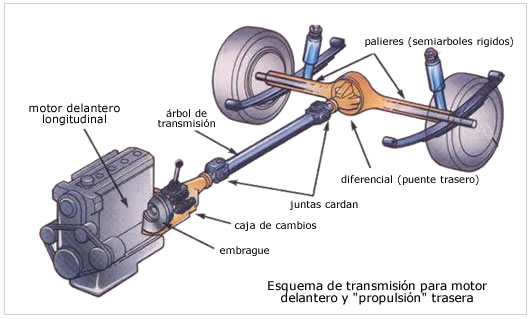 palieres (semiarboles rigidos)
motor delantero
longitudinal
árbol de
transmisión
diferencial (puente trasero)
juntas cardan
caja de cambios
embrague
Esquema de transmisión para motor
delantero y "propulsión" trasera